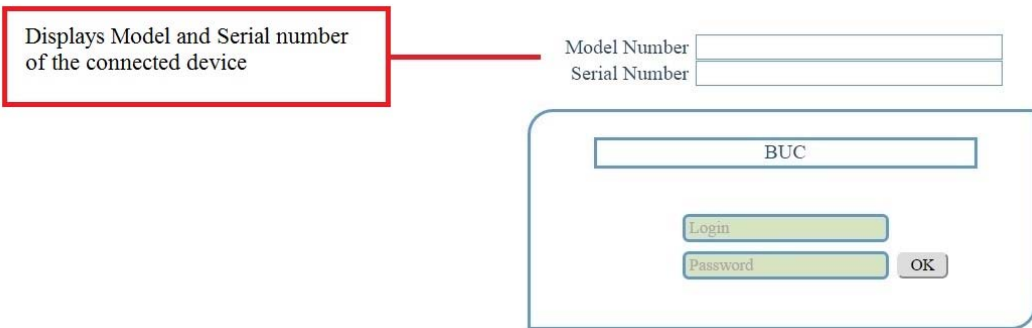 Displays Model and Serial number
of the connected device
Model Number
Serial Number
BUC
Login
Password
OK